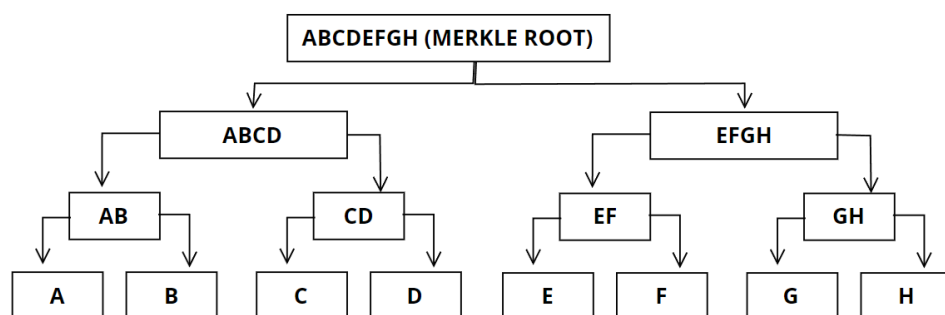 ABCDEFGH (MERKLE ROOT)
ABCD
EFGH
AB
CD
EF
GH
A
B
C
D
E
F
G
H